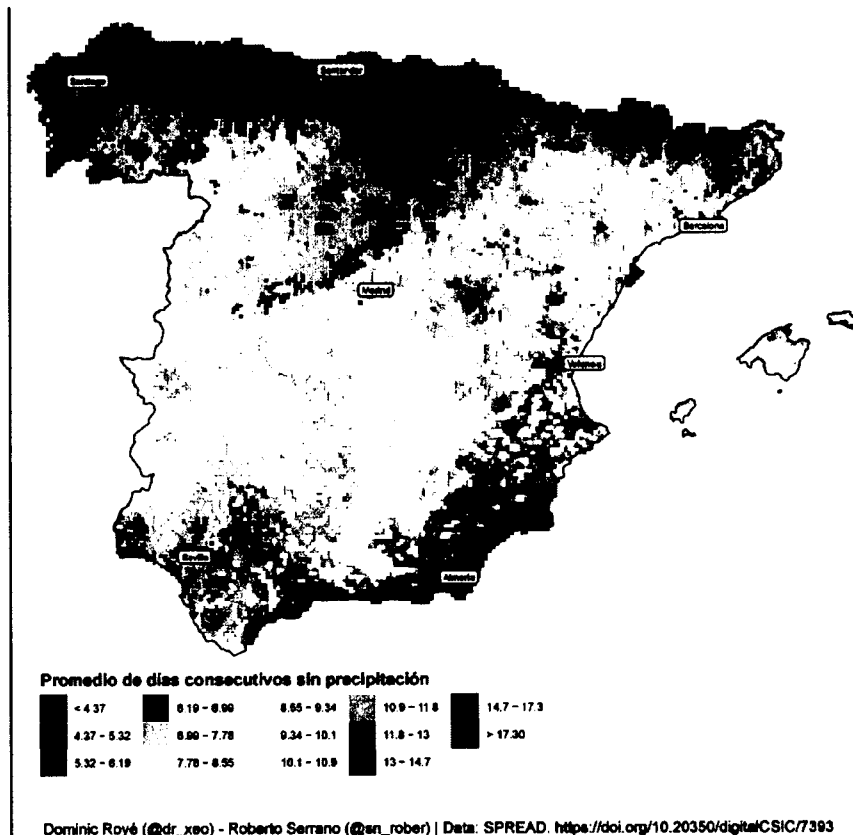 Santiago
Santander
Barcelona
Madrid
Valencia
Sevilla
Almería
Promedio de días consecutivos sin precipitación
< 4.37
4.37 - 5.32
5.32 - 6.19
6.19 - 6.99
6.99 - 7.78
7.78 - 8.55
8.55 - 9.34
9.34 - 10.1
10.1 - 10.9
10.9 - 11.8
11.8 - 13
13 - 14.7
14.7 - 17.3
> 17.30
Dominic Royé (@dr_xeo) - Roberto Serrano (@sn_rober) | Data: SPREAD. https://doi.org/10.20350/digitalCSIC/7393